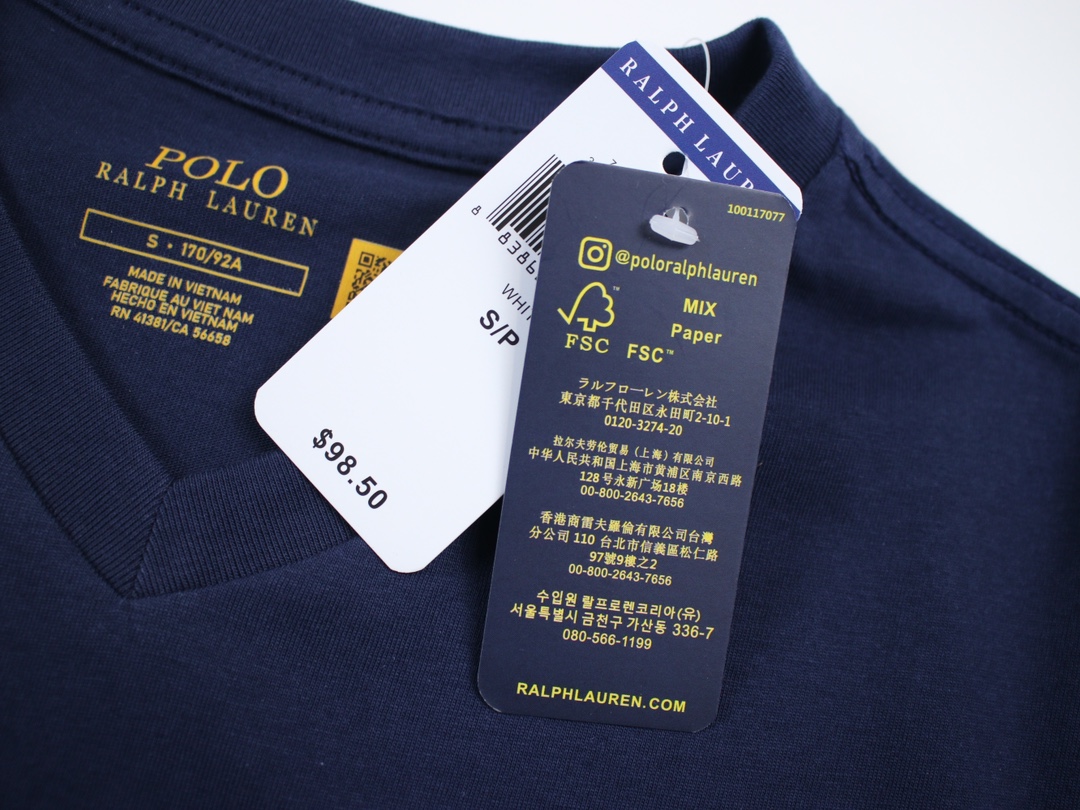 POLO
RALPH LAUREN
S • 170/92A
MADE IN VIETNAM
FABRIQUE AU VIET NAM
HECHO EN VIETNAM
RN 41381/CA 56658
RALPH
S/P
$98.50
100117077
@poloralphlauren
FSC
MIX
Paper
FSC™
ラルフローレン株式会社
東京都千代田区永田町2-10-1
0120-3274-20
拉尔夫劳伦贸易（上海）有限公司
中华人民共和国上海市黄浦区南京西路
128号永新广场18楼
00-800-2643-7656
香港商雷夫羅倫有限公司台灣
分公司 110 台北市信義區松仁路
97號9樓之2
00-800-2643-7656
수입원 랄프로렌코리아(유)
서울특별시 금천구 가산동 336-7
080-566-1199
RALPHLAUREN.COM